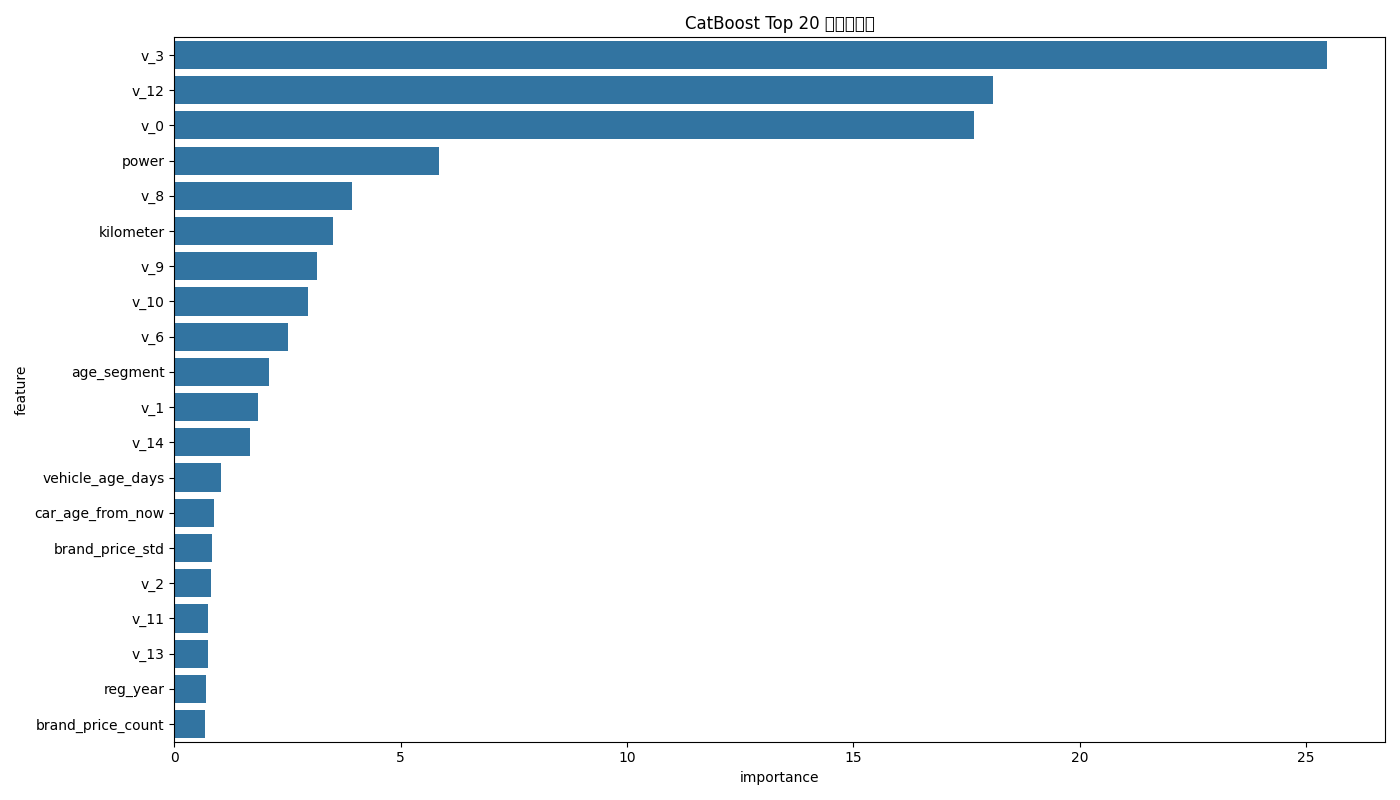 CatBoost Top 20
v_3
v_12
v_0
power
v_8
kilometer
v_9
v_10
v_6
age_segment
v_1
v_14
vehicle_age_days
car_age_from_now
brand_price_std
v_2
v_11
v_13
reg_year
brand_price_count
feature
0 5 10 15 20 25
importance